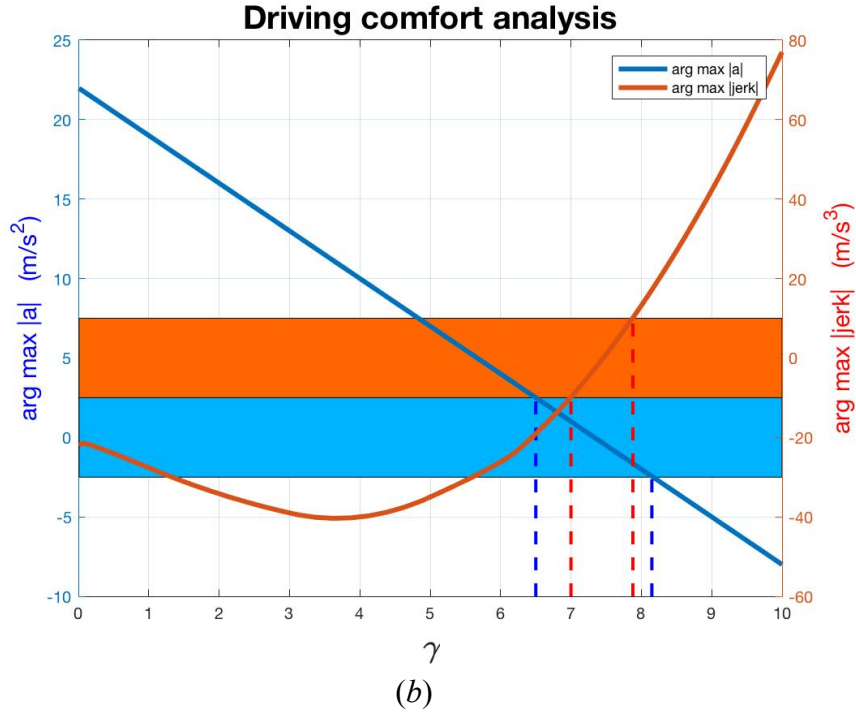 Driving comfort analysis
arg max |a|
arg max |jerk|
25
20
15
10
5
0
-5
-10
80
60
40
20
0
-20
-40
-60
0 1 2 3 4 5 6 7 8 9 10
arg max |a| (m/s²)
arg max |jerk| (m/s³)
γ
(b)